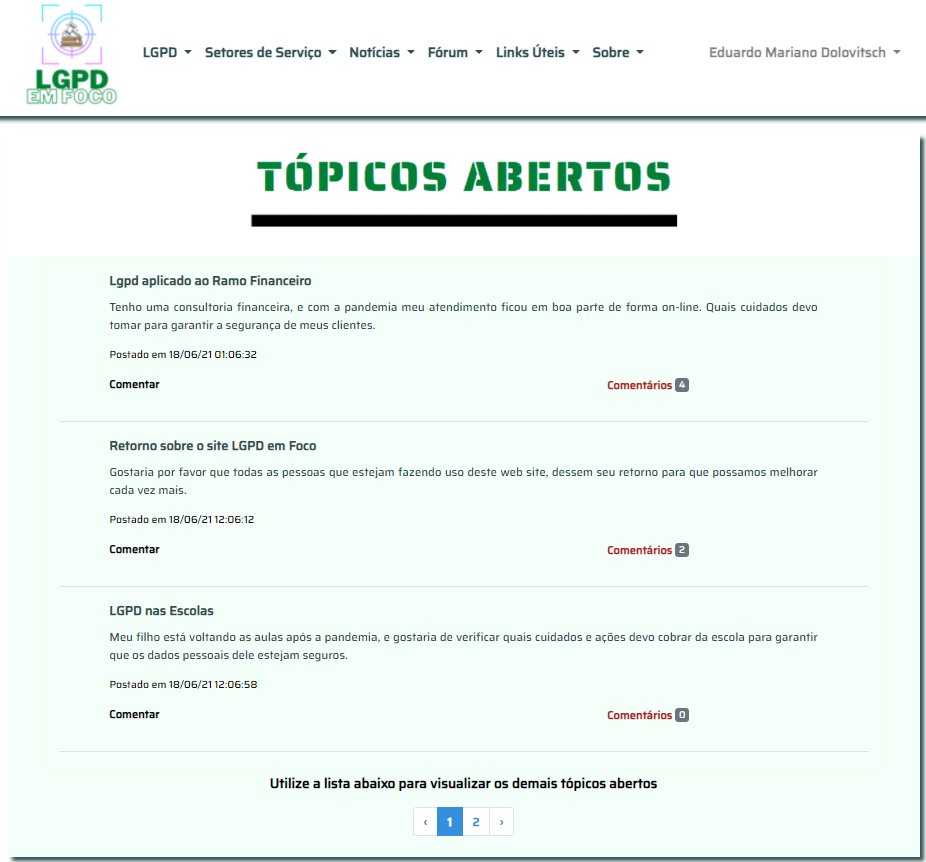 LGPD
EM FOCO
LGPD Setores de Serviço Notícias Fórum Links Úteis Sobre Eduardo Mariano Dolovitsch
TÓPICOS ABERTOS
Lgpd aplicado ao Ramo Financeiro
Tenho uma consultoria financeira, e com a pandemia meu atendimento ficou em boa parte de forma on-line. Quais cuidados devo
tomar para garantir a segurança de meus clientes.
Postado em 18/06/21 01:06:32
Comentar Comentários 4
Retorno sobre o site LGPD em Foco
Gostaria por favor que todas as pessoas que estejam fazendo uso deste web site, dessem seu retorno para que possamos melhorar
cada vez mais.
Postado em 18/06/21 12:06:12
Comentar Comentários 2
LGPD nas Escolas
Meu filho está voltando as aulas após a pandemia, e gostaria de verificar quais cuidados e ações devo cobrar da escola para garantir
que os dados pessoais dele estejam seguros.
Postado em 18/06/21 12:06:58
Comentar Comentários 0
Utilize a lista abaixo para visualizar os demais tópicos abertos
‹ 1 2 ›